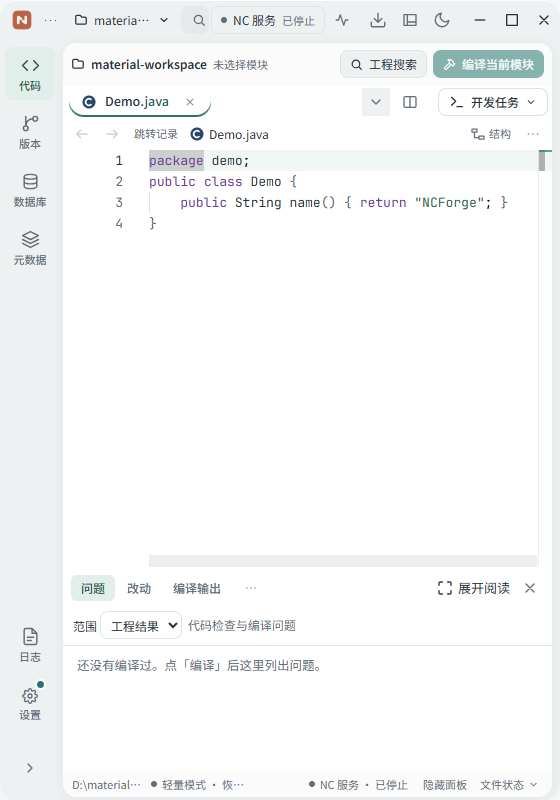 N ··· materia··· NC 服务 已停止
material-workspace 未选择模块 工程搜索 编译当前模块
代码
Demo.java × 开发任务
版本
跳转记录 Demo.java 结构 ···
1 package demo;
2 public class Demo {
3 public String name() { return "NCForge"; }
4 }
数据库
元数据
问题 改动 编译输出 ··· 展开阅读 ×
范围 工程结果 代码检查与编译问题
还没有编译过。点「编译」后这里列出问题。
日志
设置
D:\material··· 轻量模式 · 恢··· NC 服务 · 已停止 隐藏面板 文件状态